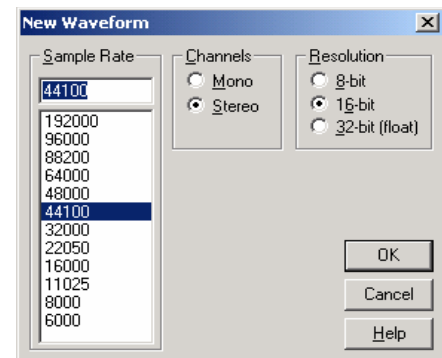 New Waveform
Sample Rate
44100
192000
96000
88200
64000
48000
44100
32000
22050
16000
11025
8000
6000
Channels
Mono
Stereo
Resolution
8-bit
16-bit
32-bit (float)
OK
Cancel
Help